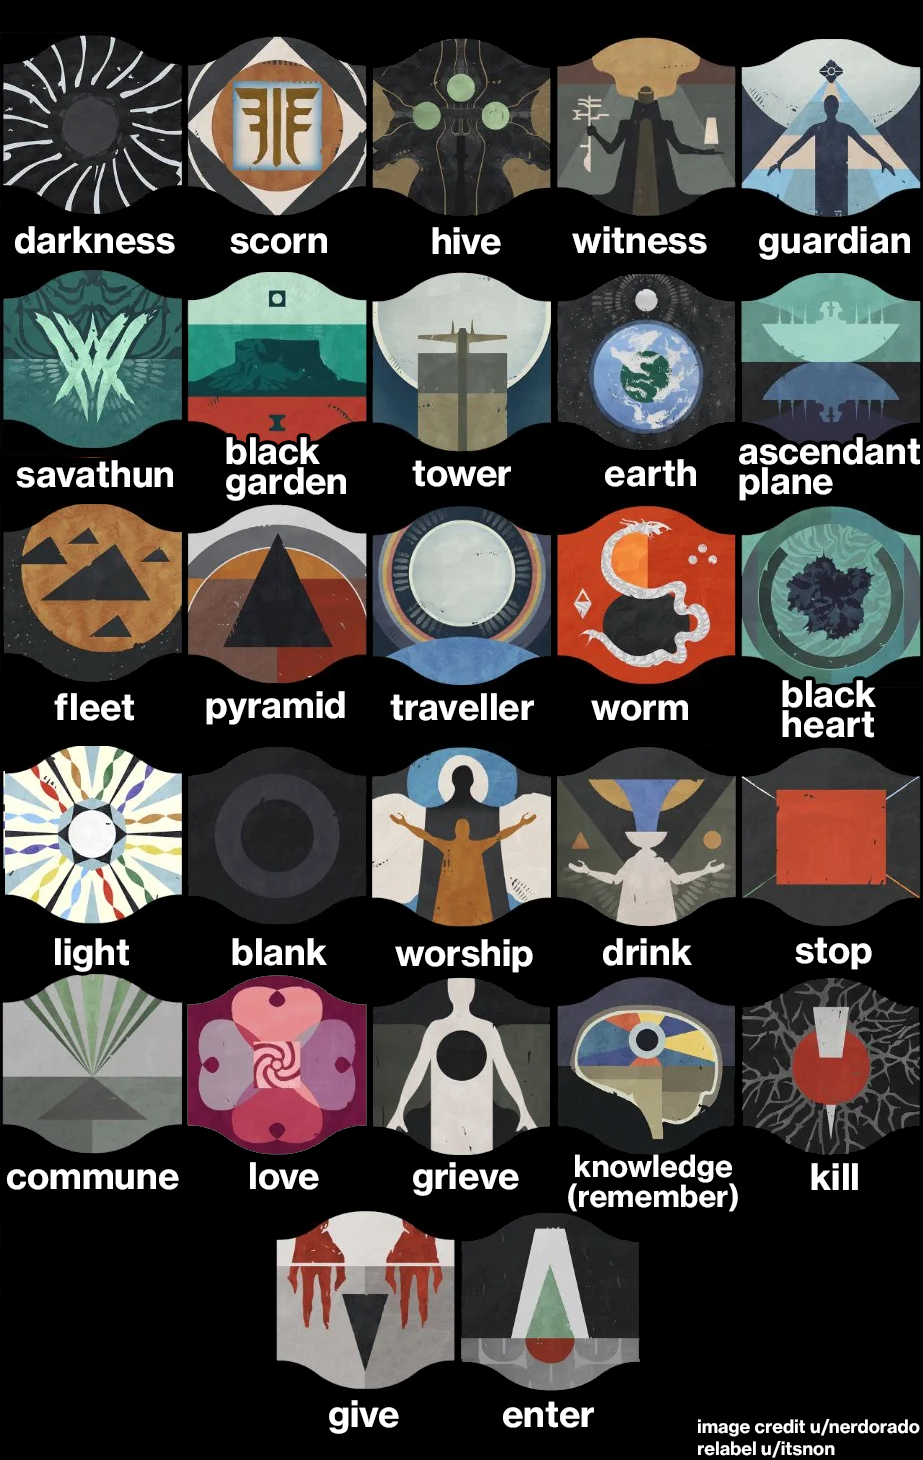 darkness
scorn
hive
witness
guardian
savathun
black
garden
tower
earth
ascendant
plane
fleet
pyramid
traveller
worm
black
heart
light
blank
worship
drink
stop
commune
love
grieve
knowledge
(remember)
kill
give
enter
image credit u/nerdorado
relabel u/itsnon